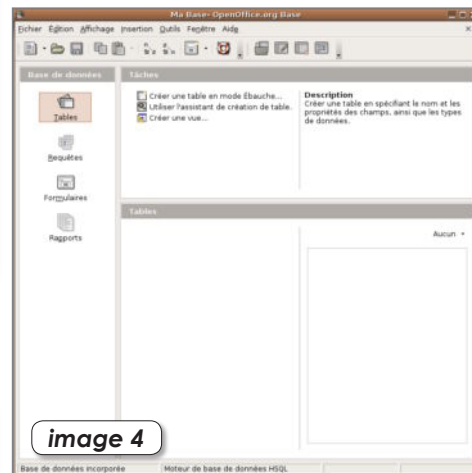 Ma Base- OpenOffice.org Base
Fichier Édition Affichage Insertion Outils Fenêtre Aide
Base de données
Tables
Requêtes
Formulaires
Rapports
Tâches
Créer une table en mode Ébauche...
Utiliser l'assistant de création de table.
Créer une vue...
Description
Créer une table en spécifiant le nom et les
propriétés des champs, ainsi que les types
de données.
Tables
Aucun
image 4
Base de données incorporée
Moteur de base de données HSQL